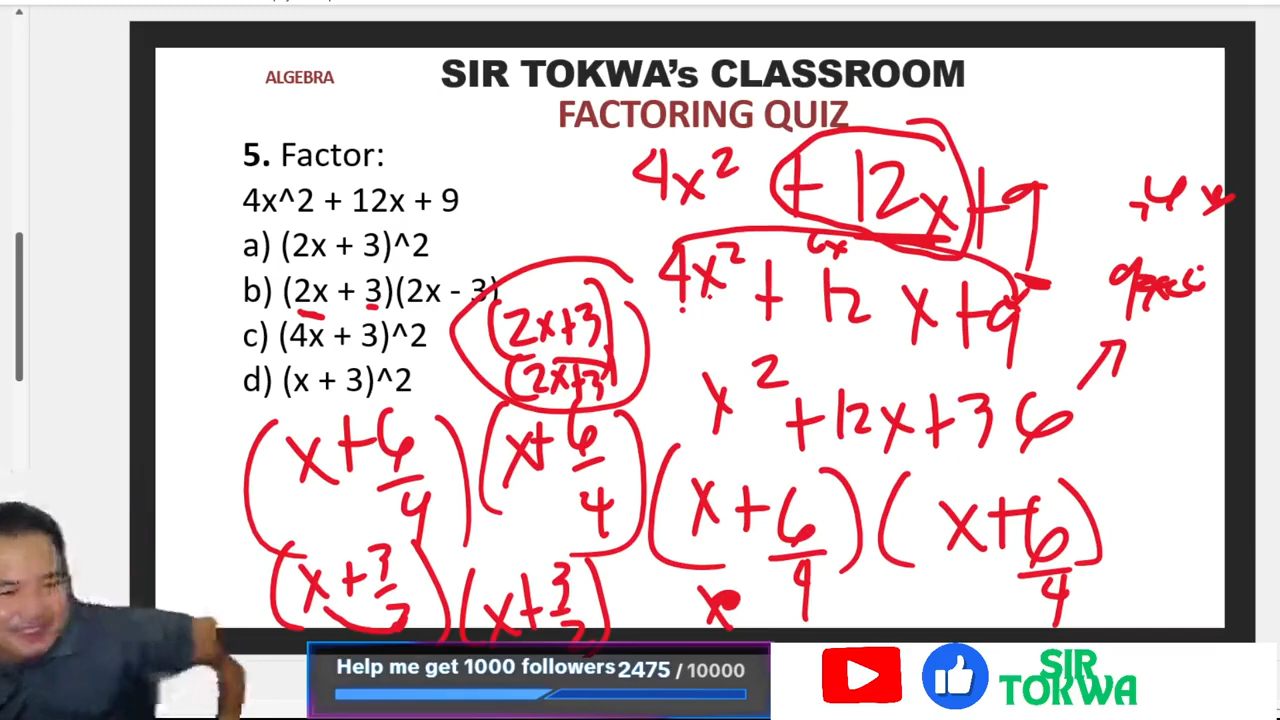 ALGEBRA
SIR TOKWA's CLASSROOM
FACTORING QUIZ
5. Factor:
4x^2 + 12x + 9
a) (2x + 3)^2
b) (2x + 3)(2x - 3)
c) (4x + 3)^2
d) (x + 3)^2
4x² + 12x + 9
6x
4x² + 12x + 9
(2x+3)
(2x+3)
x² + 12x + 36
(x + 6/4) (x + 6/4)
(x + 6/4) (x + 6/4)
(x + 3/2) (x + 3/2)
x
Help me get 1000 followers 2475 / 10000
SIR
TOKWA